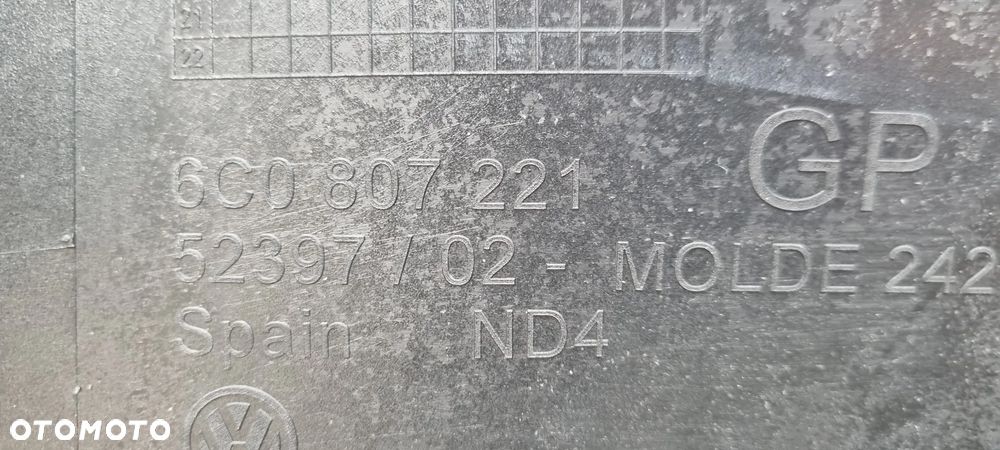 21
22
6C0 807 221
GP
52397 / 02 - MOLDE 242
Spain ND4
OTOMOTO